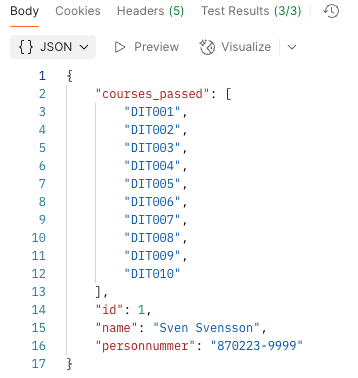 Body Cookies Headers (5) Test Results (3/3)
{} JSON Preview Visualize
1 {
2 "courses_passed": [
3 "DIT001",
4 "DIT002",
5 "DIT003",
6 "DIT004",
7 "DIT005",
8 "DIT006",
9 "DIT007",
10 "DIT008",
11 "DIT009",
12 "DIT010"
13 ],
14 "id": 1,
15 "name": "Sven Svensson",
16 "personnummer": "870223-9999"
17 }